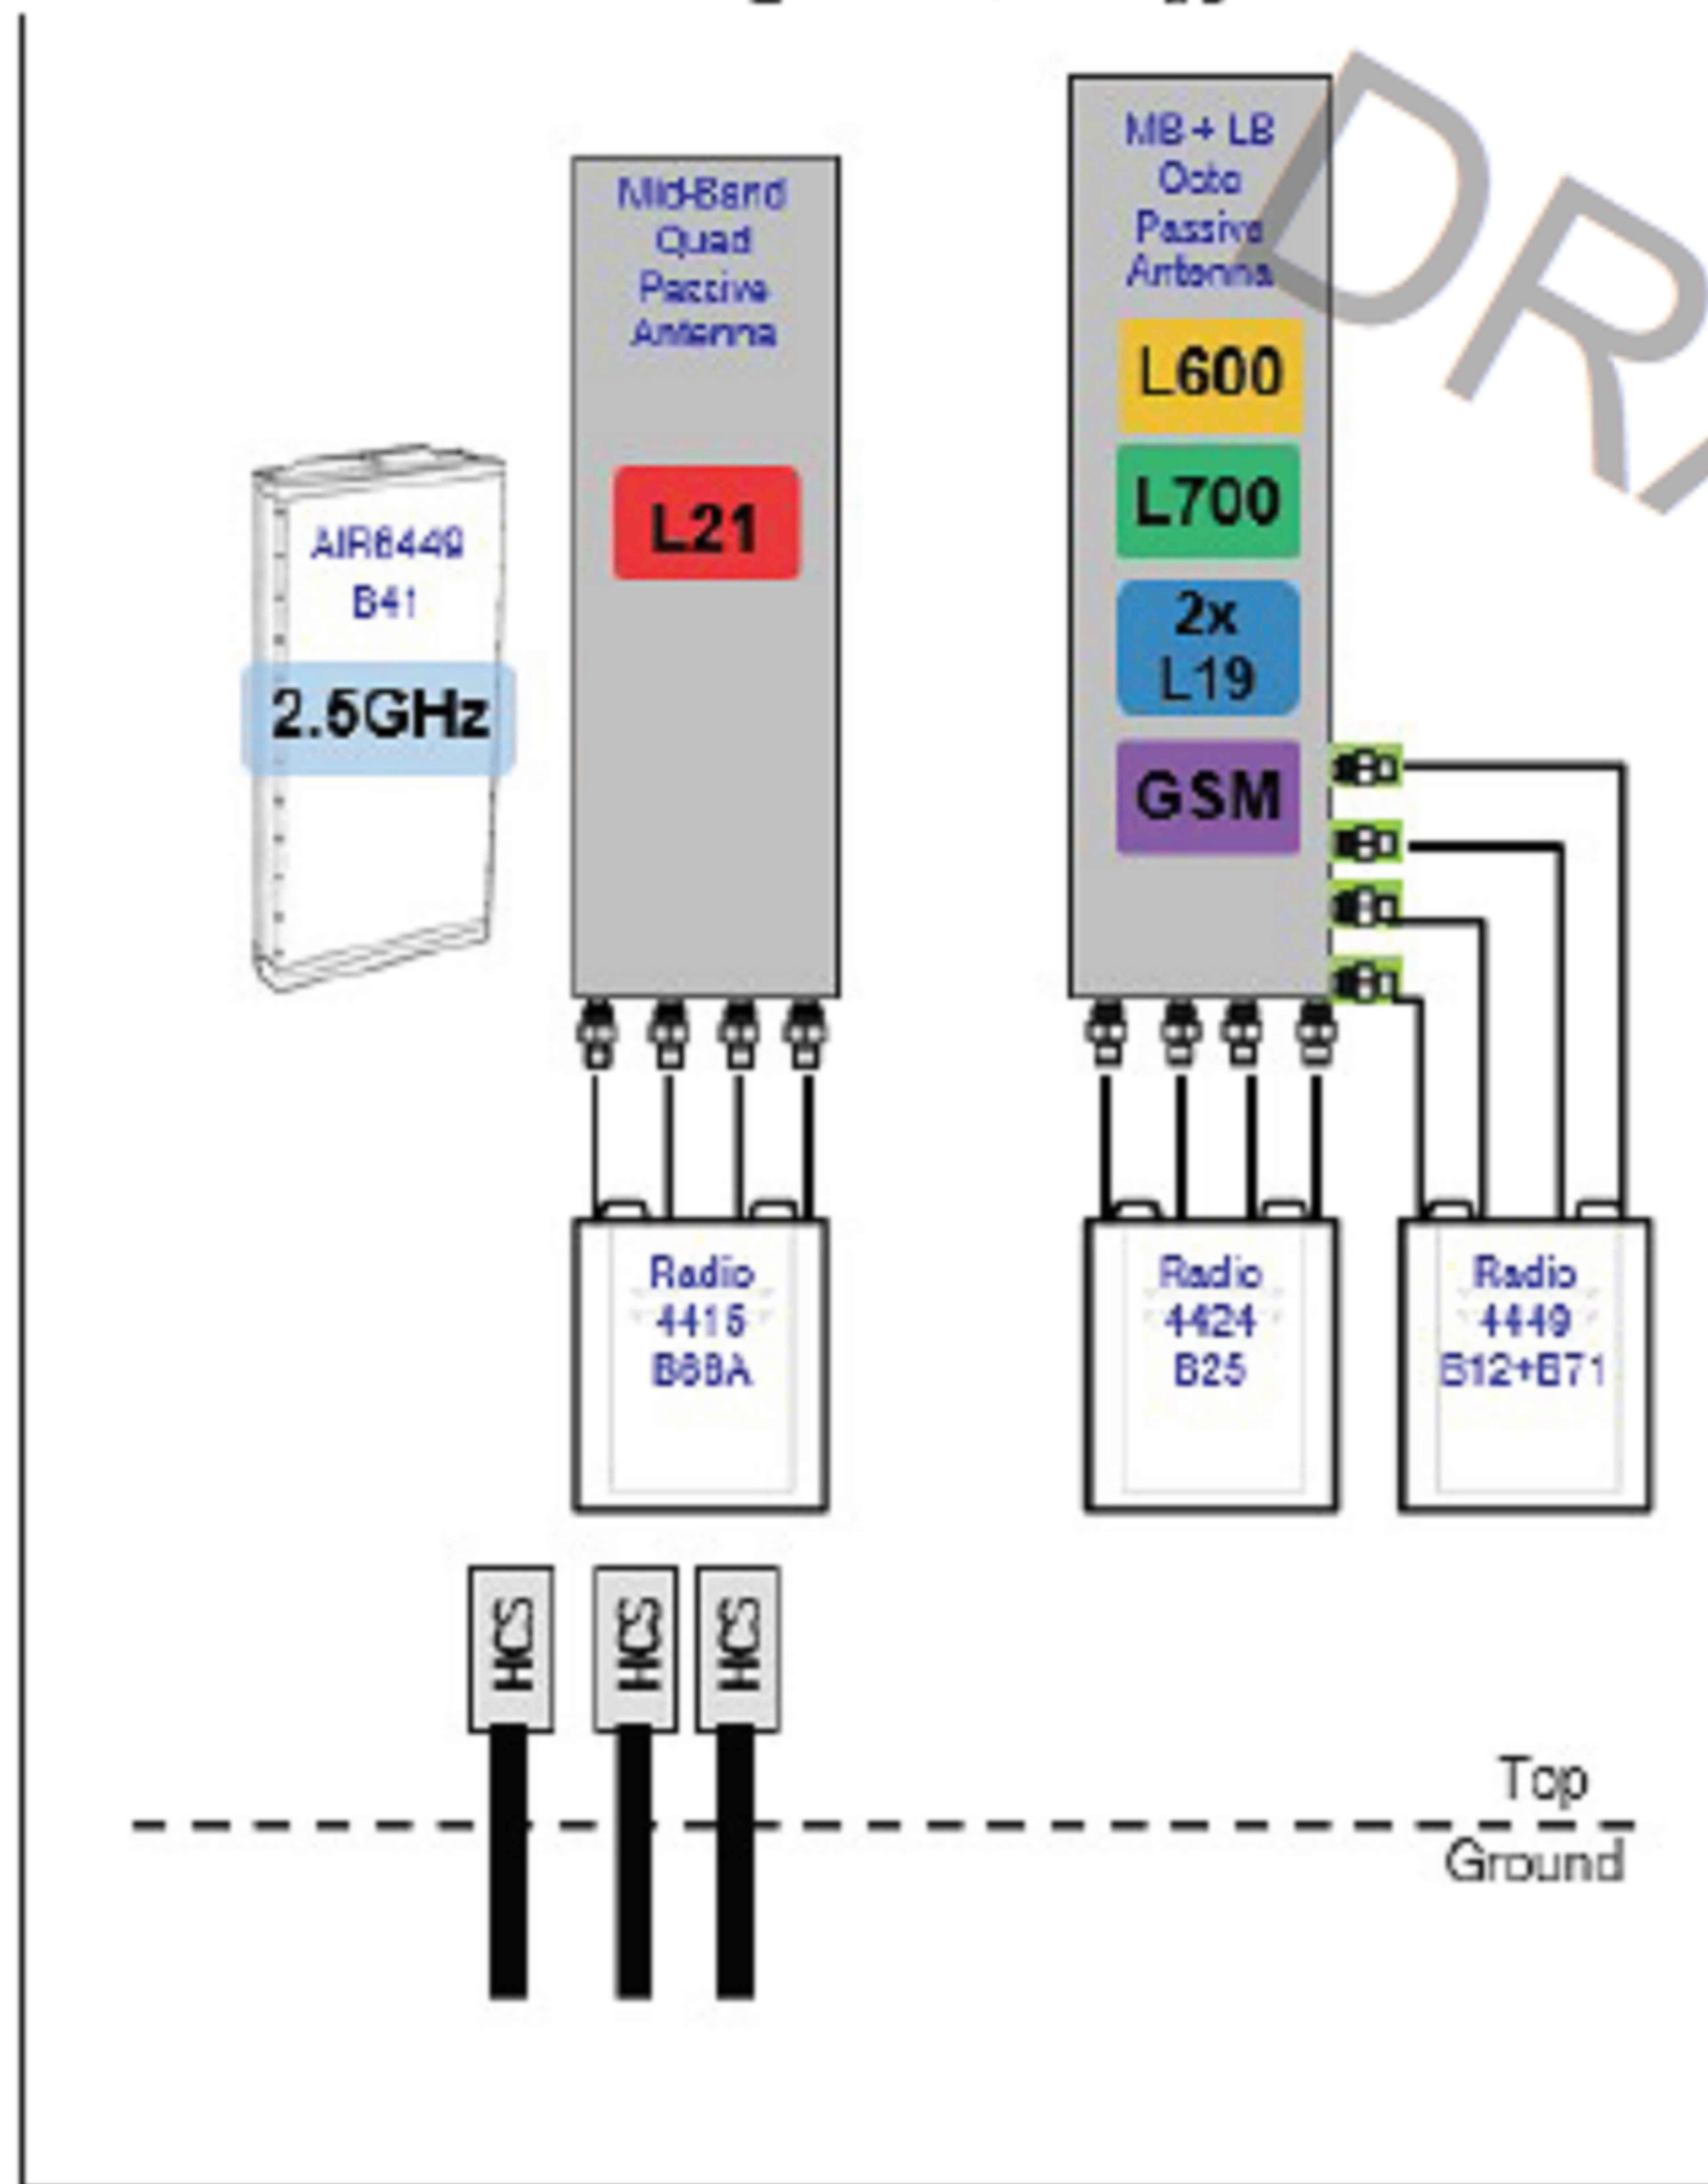 Mid-Band
Quad
Passive
Antenna
L21
MB + LB
Octo
Passive
Antenna
L600
L700
2x
L19
GSM
AIR6449
B41
2.5GHz
Radio
4415
B66A
Radio
4424
B25
Radio
4449
B12+B71
HCS
HCS
HCS
Top
Ground